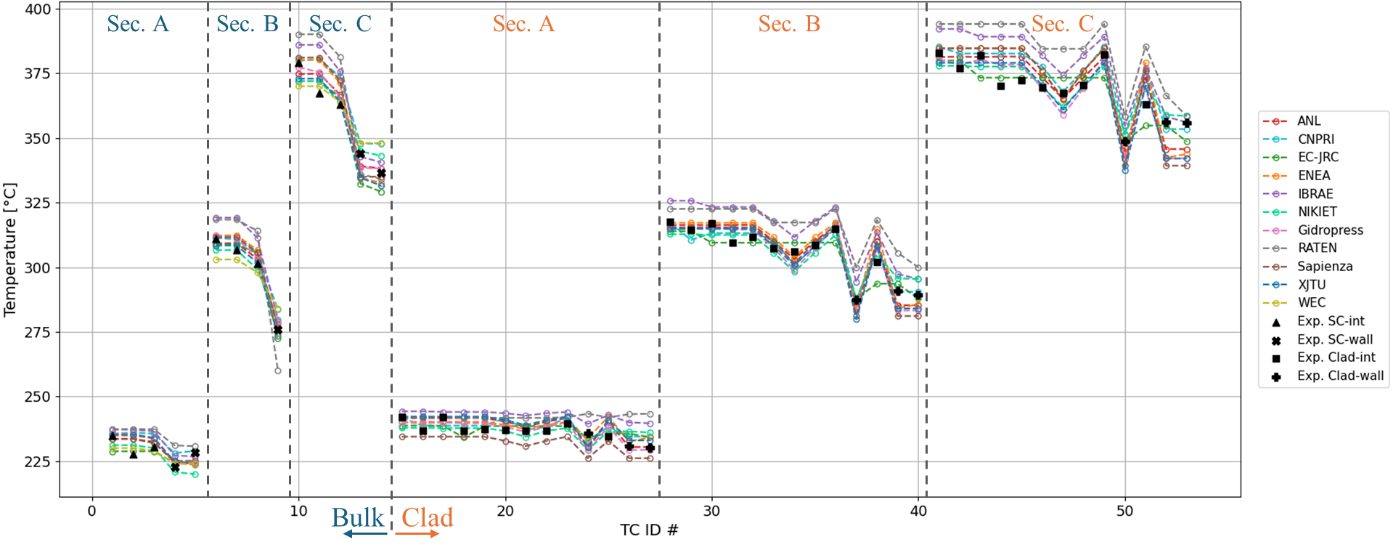 Sec. A Sec. B Sec. C Sec. A Sec. B Sec. C
400
375
350
325
300
275
250
225
Temperature [°C]
0 10 20 30 40 50
TC ID #
Bulk Clad
ANL
CNPRI
EC-JRC
ENEA
IBRAE
NIKIET
Gidropress
RATEN
Sapienza
XJTU
WEC
Exp. SC-int
Exp. SC-wall
Exp. Clad-int
Exp. Clad-wall